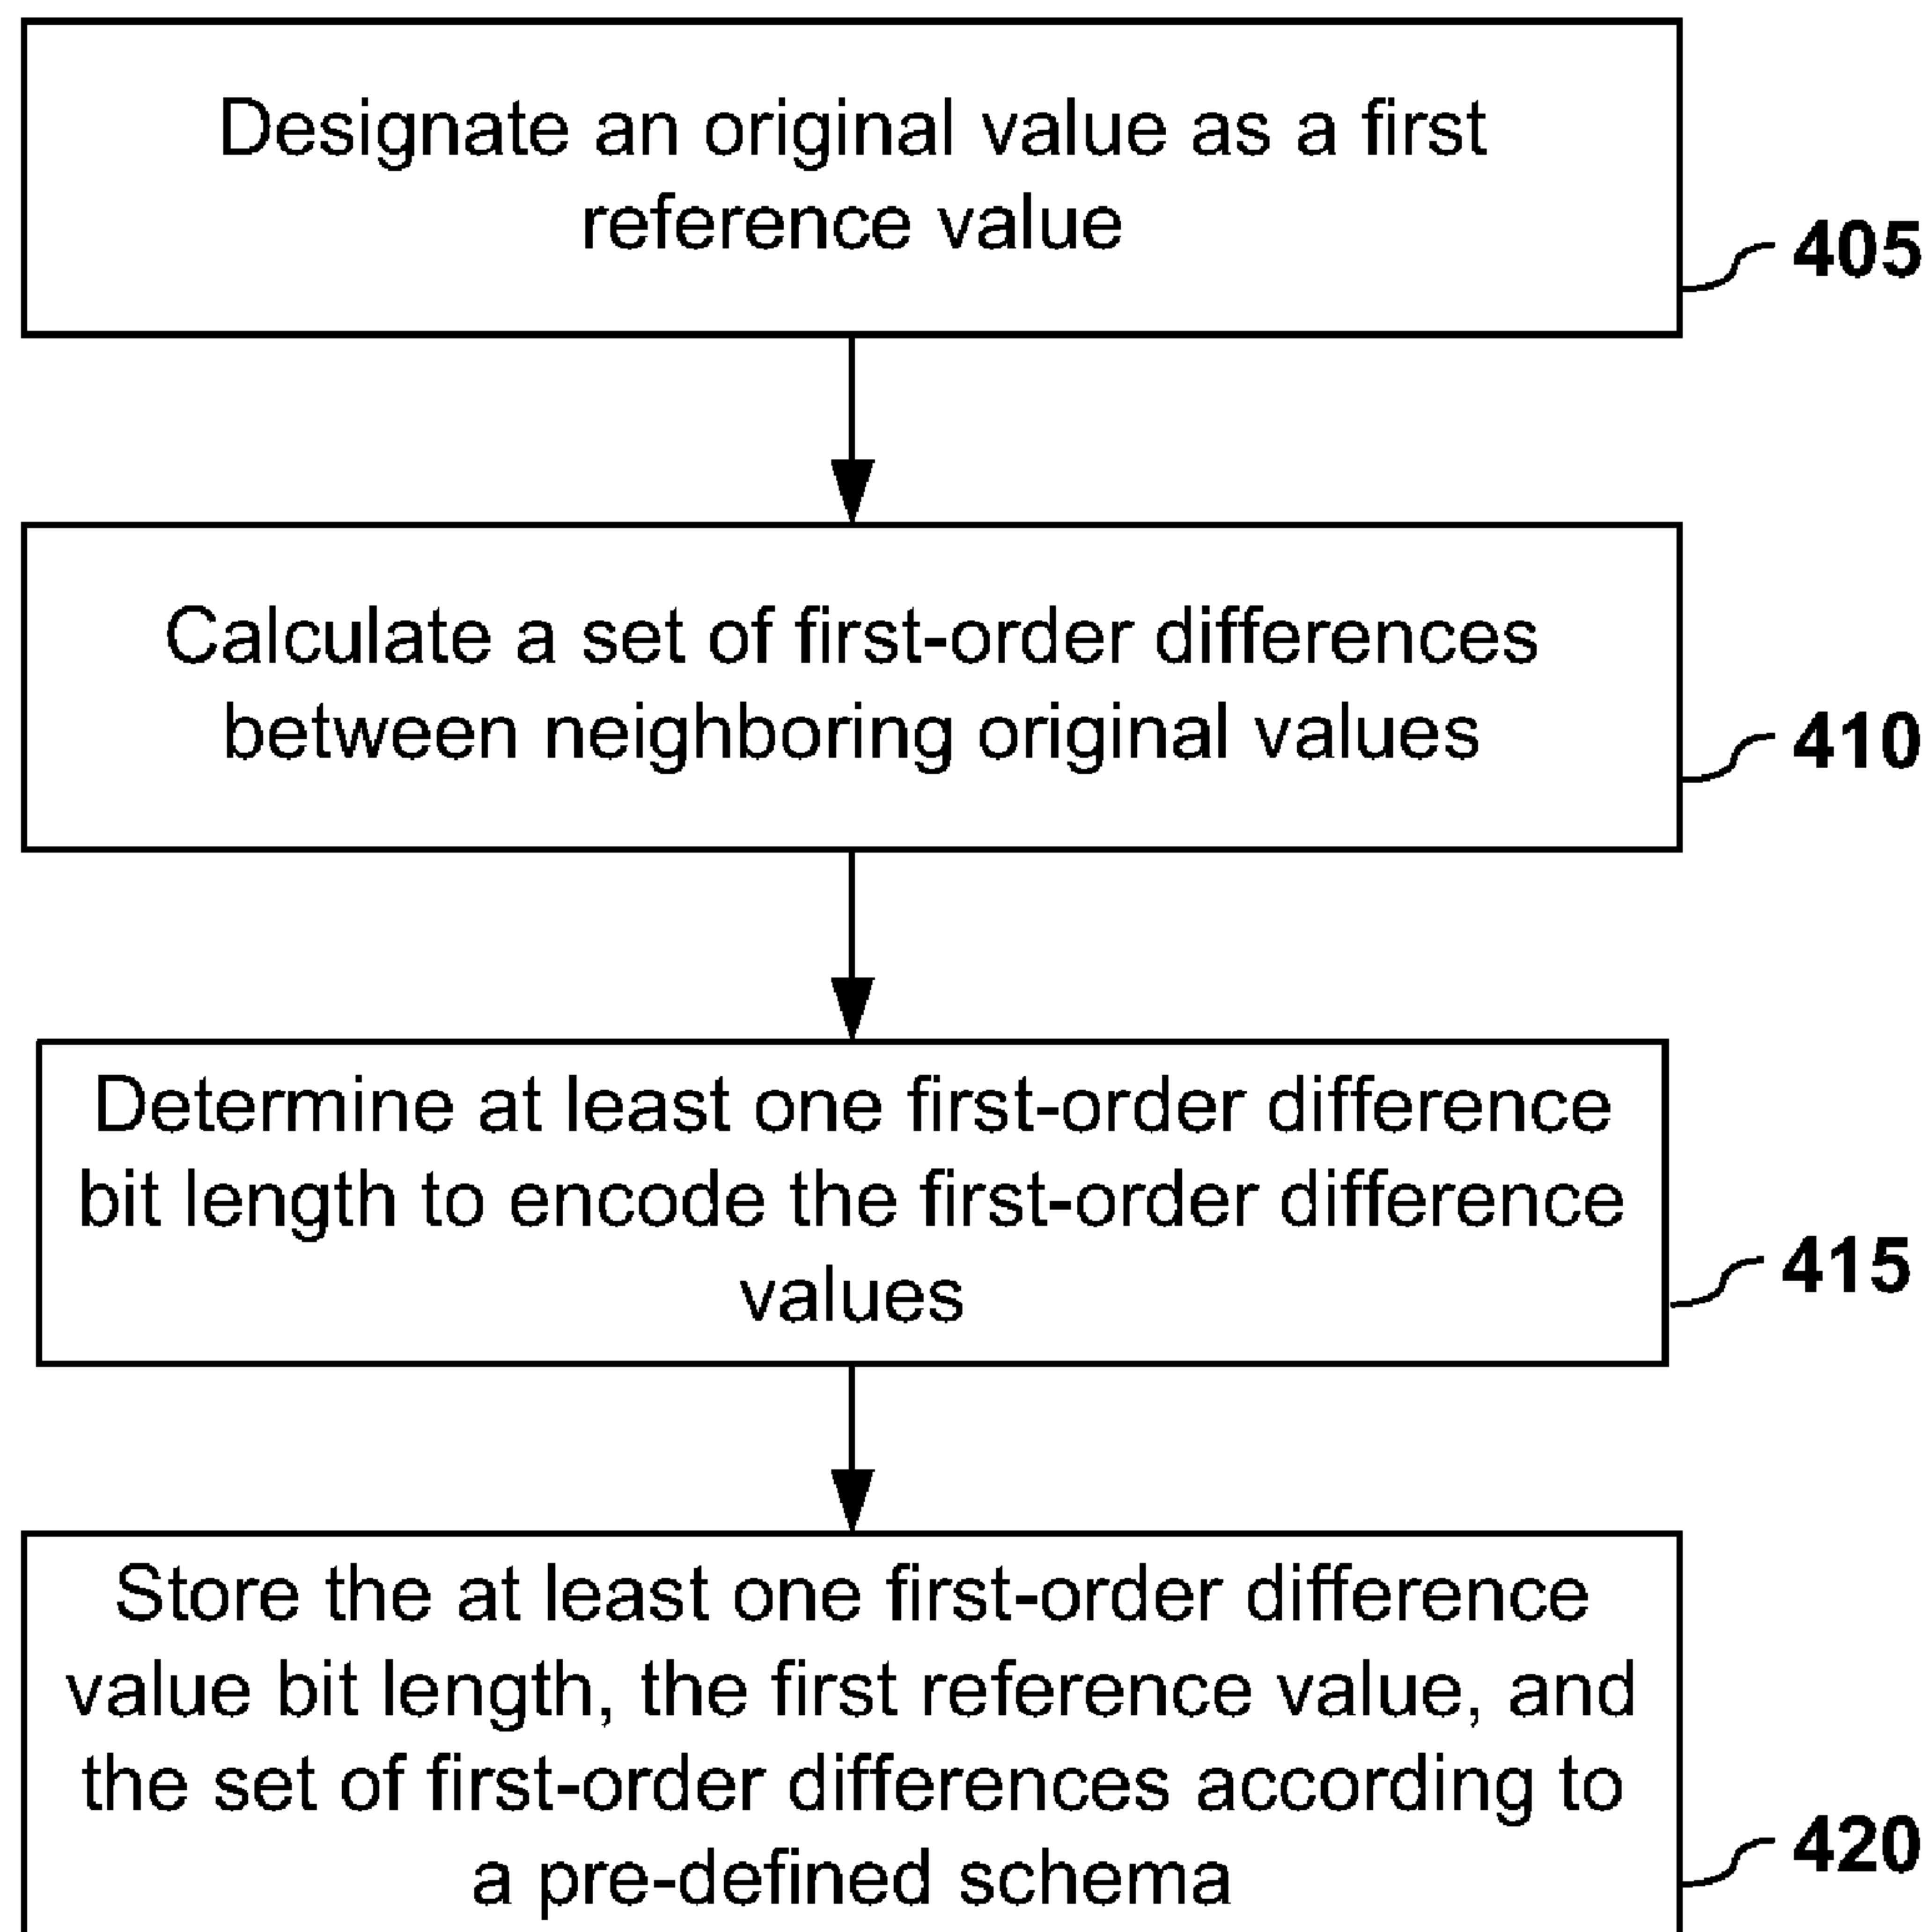 Designate an original value as a first
reference value
405
Calculate a set of first-order differences
between neighboring original values
410
Determine at least one first-order difference
bit length to encode the first-order difference
values
415
Store the at least one first-order difference
value bit length, the first reference value, and
the set of first-order differences according to
a pre-defined schema
420